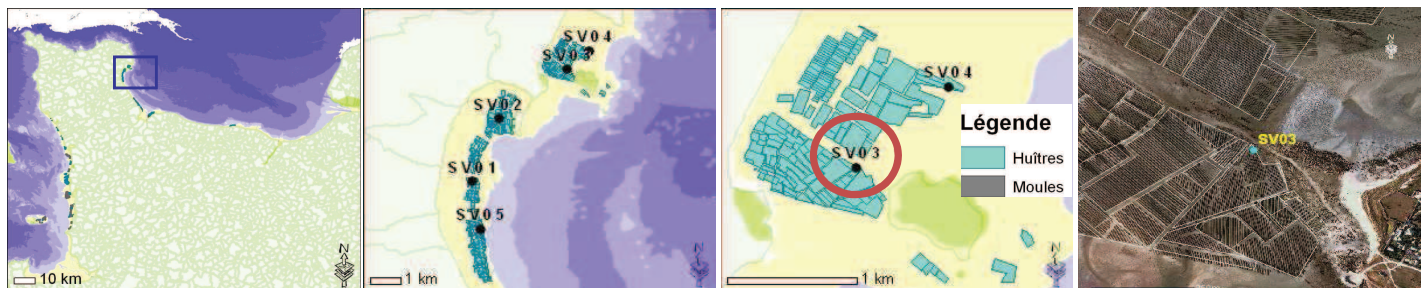 N
10 km
SV04
SV03
SV02
SV01
SV05
N
1 km
SV04
SV03
Légende
Huîtres
Moules
N
1 km
SV03
N